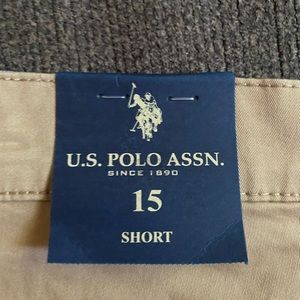 U.S. POLO ASSN.
SINCE 1890
15
SHORT